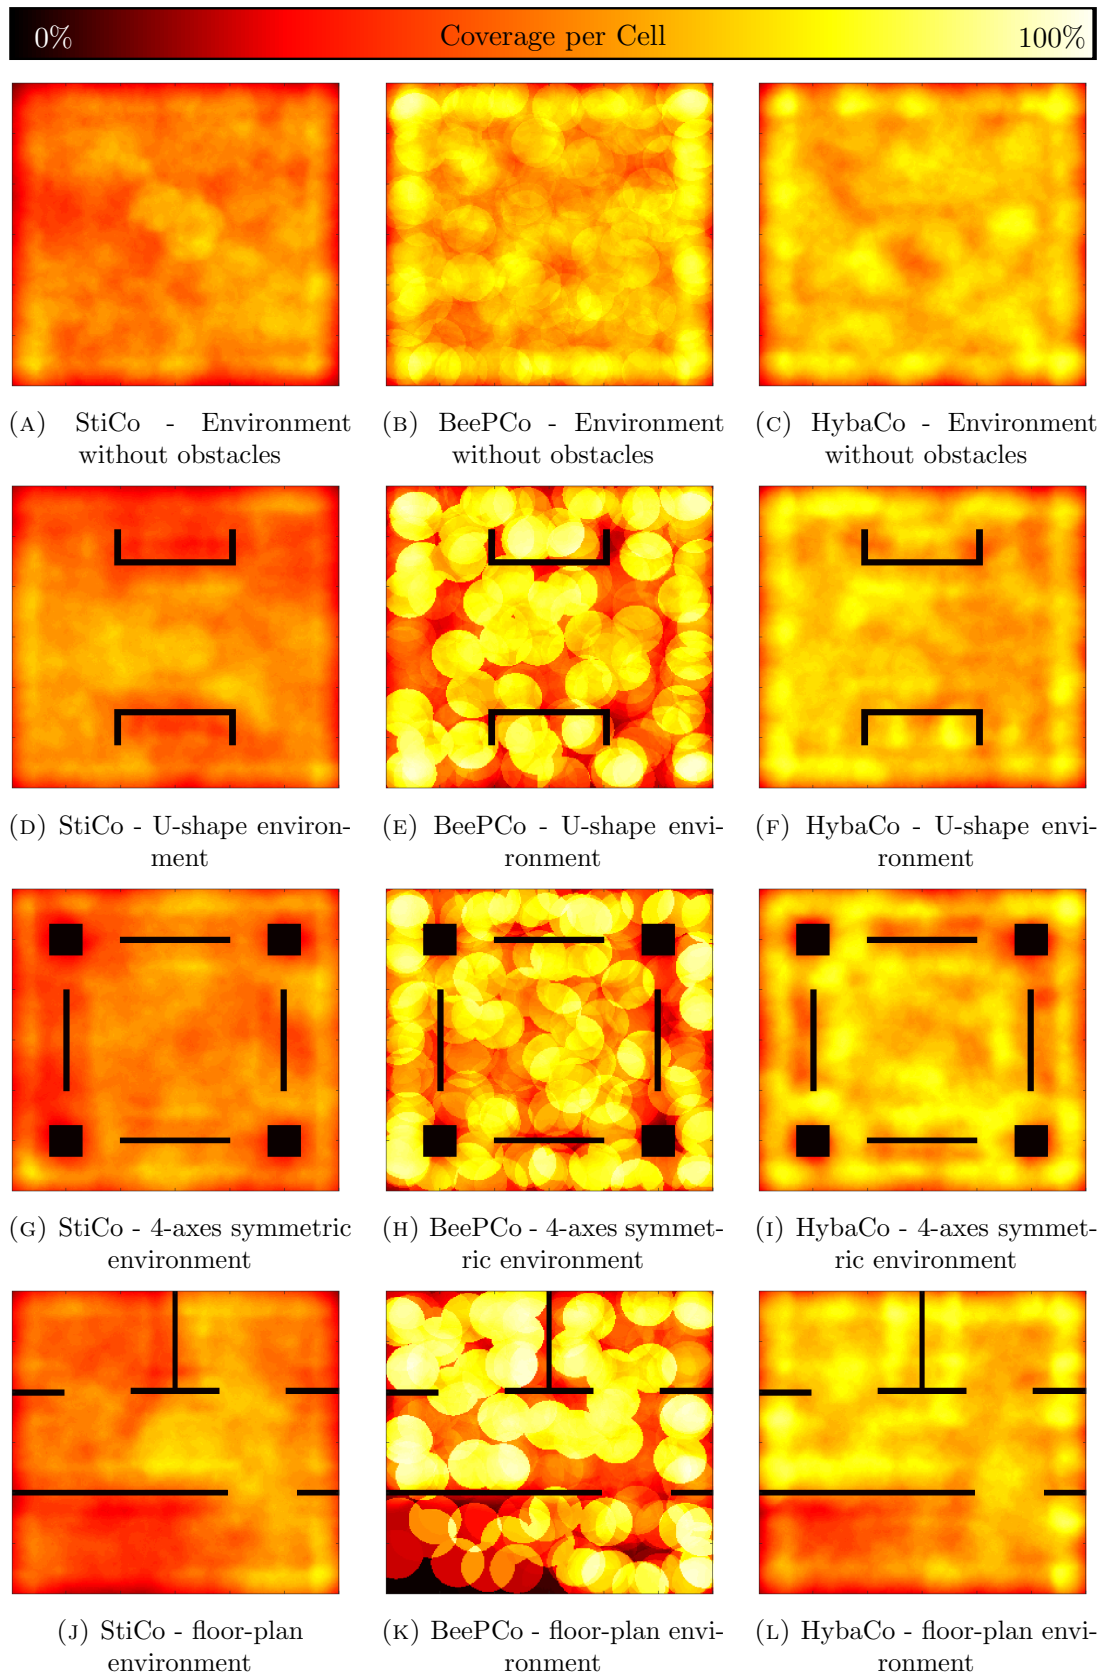 0% Coverage per Cell 100%
(A) StiCo - Environment
without obstacles
(B) BeePCo - Environment
without obstacles
(C) HybaCo - Environment
without obstacles
(D) StiCo - U-shape environ-
ment
(E) BeePCo - U-shape envi-
ronment
(F) HybaCo - U-shape envi-
ronment
(G) StiCo - 4-axes symmetric
environment
(H) BeePCo - 4-axes symmet-
ric environment
(I) HybaCo - 4-axes symmet-
ric environment
(J) StiCo - floor-plan
environment
(K) BeePCo - floor-plan envi-
ronment
(L) HybaCo - floor-plan envi-
ronment